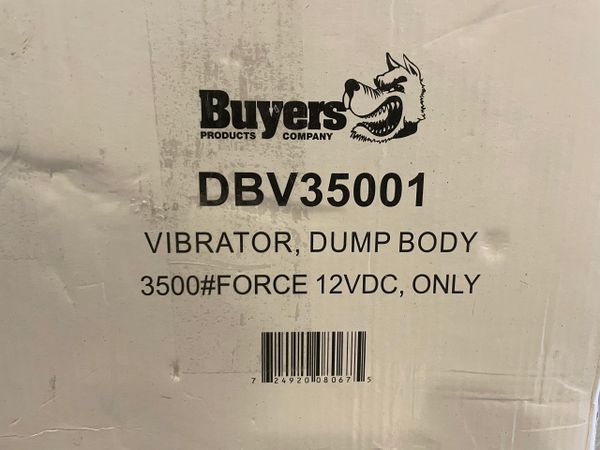 Buyers
PRODUCTS COMPANY
DBV35001
VIBRATOR, DUMP BODY
3500#FORCE 12VDC, ONLY
7 24920 08067 5